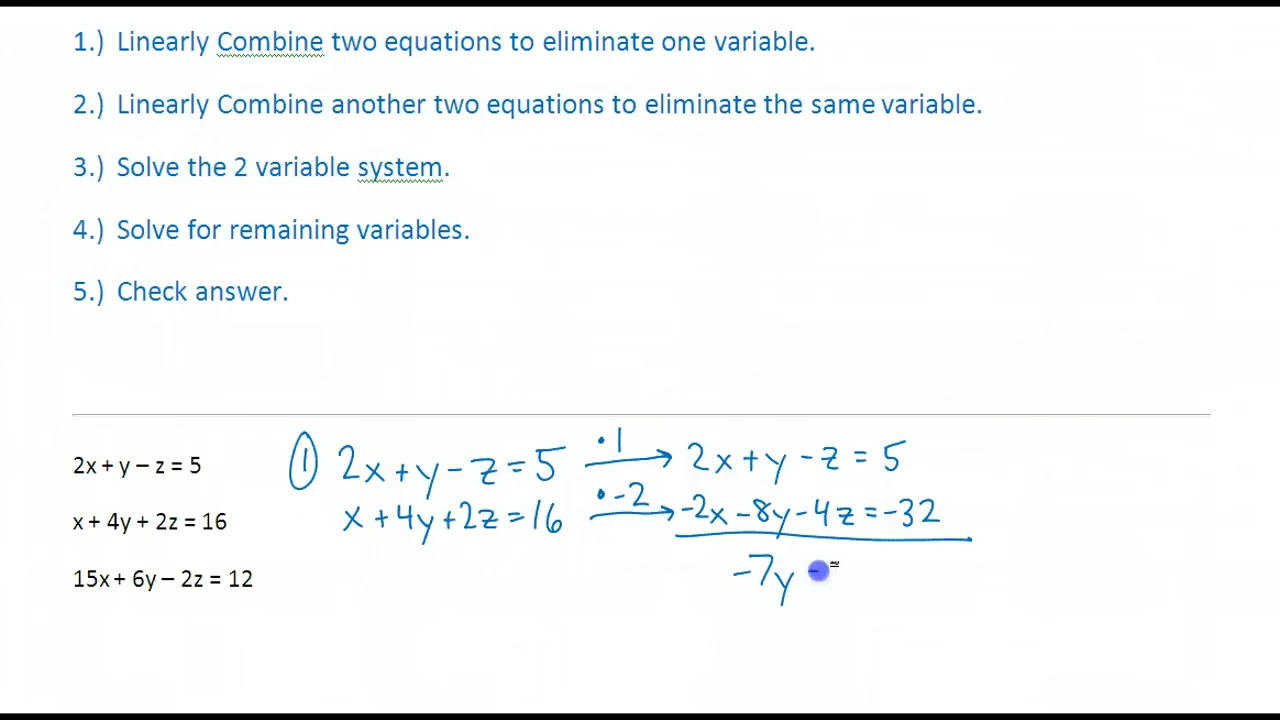 1.) Linearly Combine two equations to eliminate one variable.
2.) Linearly Combine another two equations to eliminate the same variable.
3.) Solve the 2 variable system.
4.) Solve for remaining variables.
5.) Check answer.
2x + y – z = 5
x + 4y + 2z = 16
15x + 6y – 2z = 12
① 2x + y - z = 5 ·1 → 2x + y - z = 5
x + 4y + 2z = 16 ·-2 → -2x - 8y - 4z = -32
-7y -